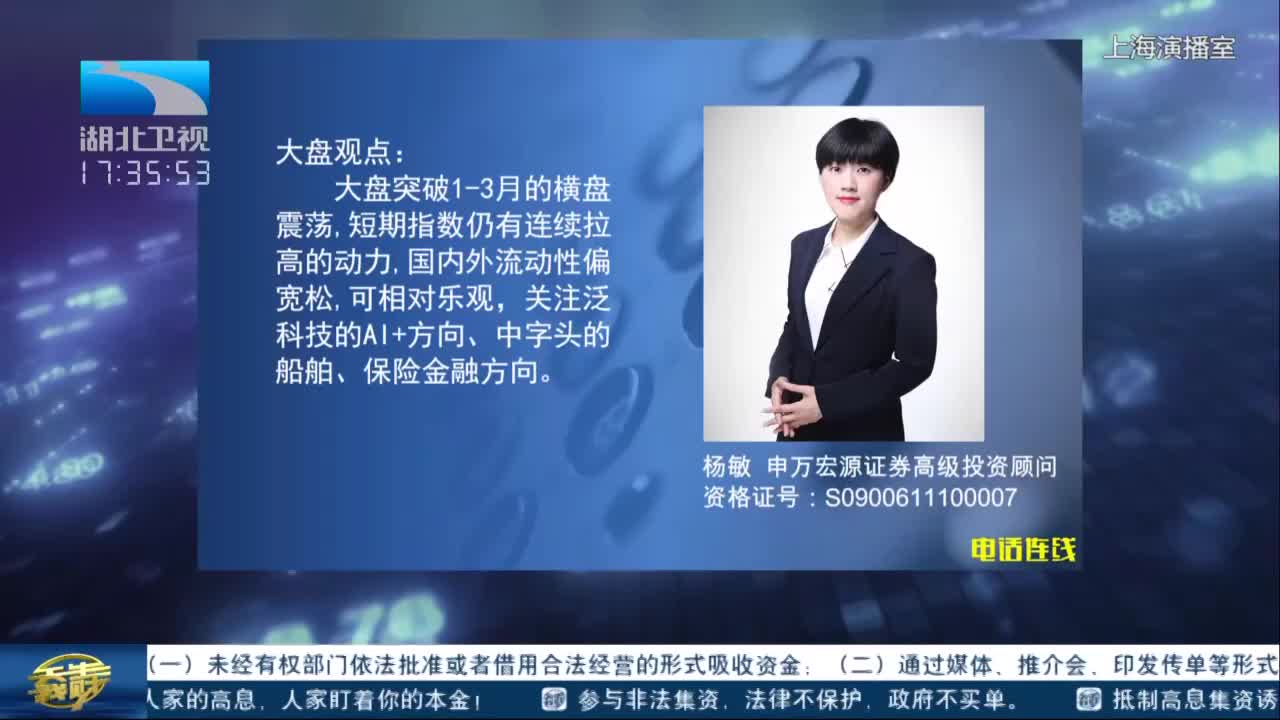 上海演播室
湖北卫视
17:35:53
大盘观点：
大盘突破1-3月的横盘
震荡,短期指数仍有连续拉
高的动力,国内外流动性偏
宽松,可相对乐观，关注泛
科技的AI+方向、中字头的
船舶、保险金融方向。
杨敏 申万宏源证券高级投资顾问
资格证号：S0900611100007
电话连线
（一）未经有权部门依法批准或者借用合法经营的形式吸收资金；（二）通过媒体、推介会、印发传单等形式
人家的高息，人家盯着你的本金！ 参与非法集资，法律不保护，政府不买单。 抵制高息集资诱